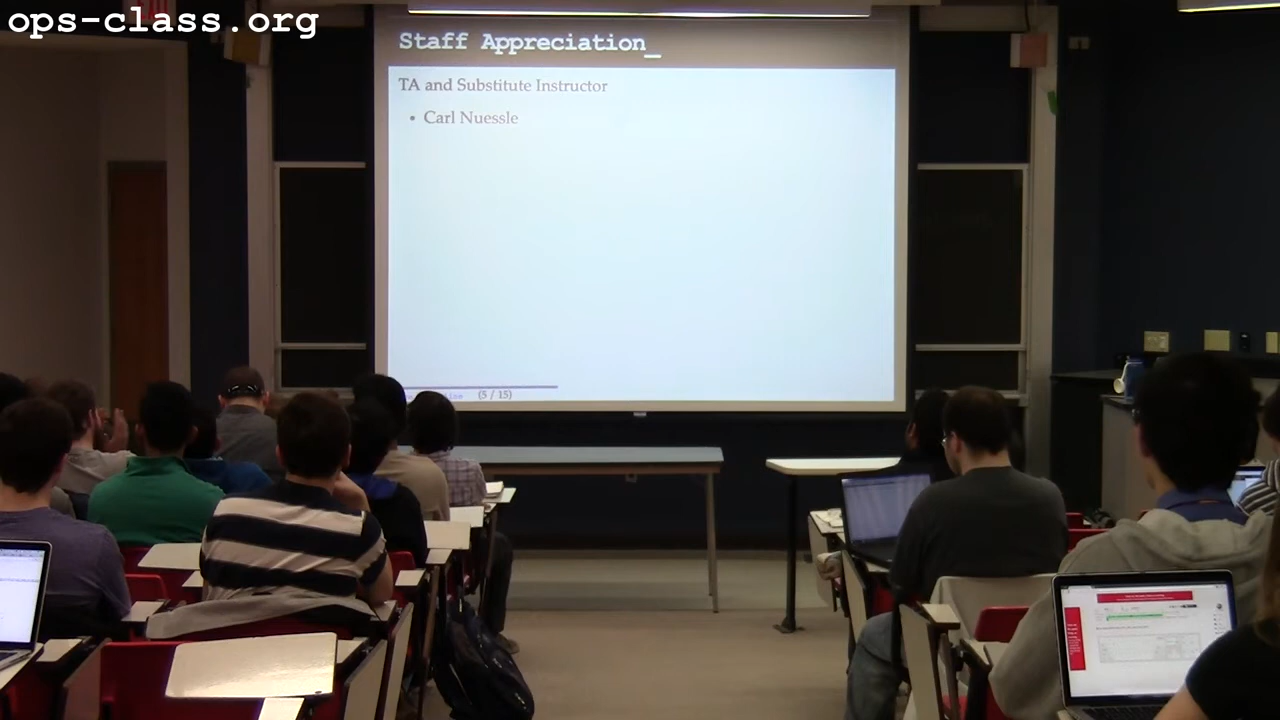 ops-class.org
Staff Appreciation_
TA and Substitute Instructor
• Carl Nuessle
(5 / 15)